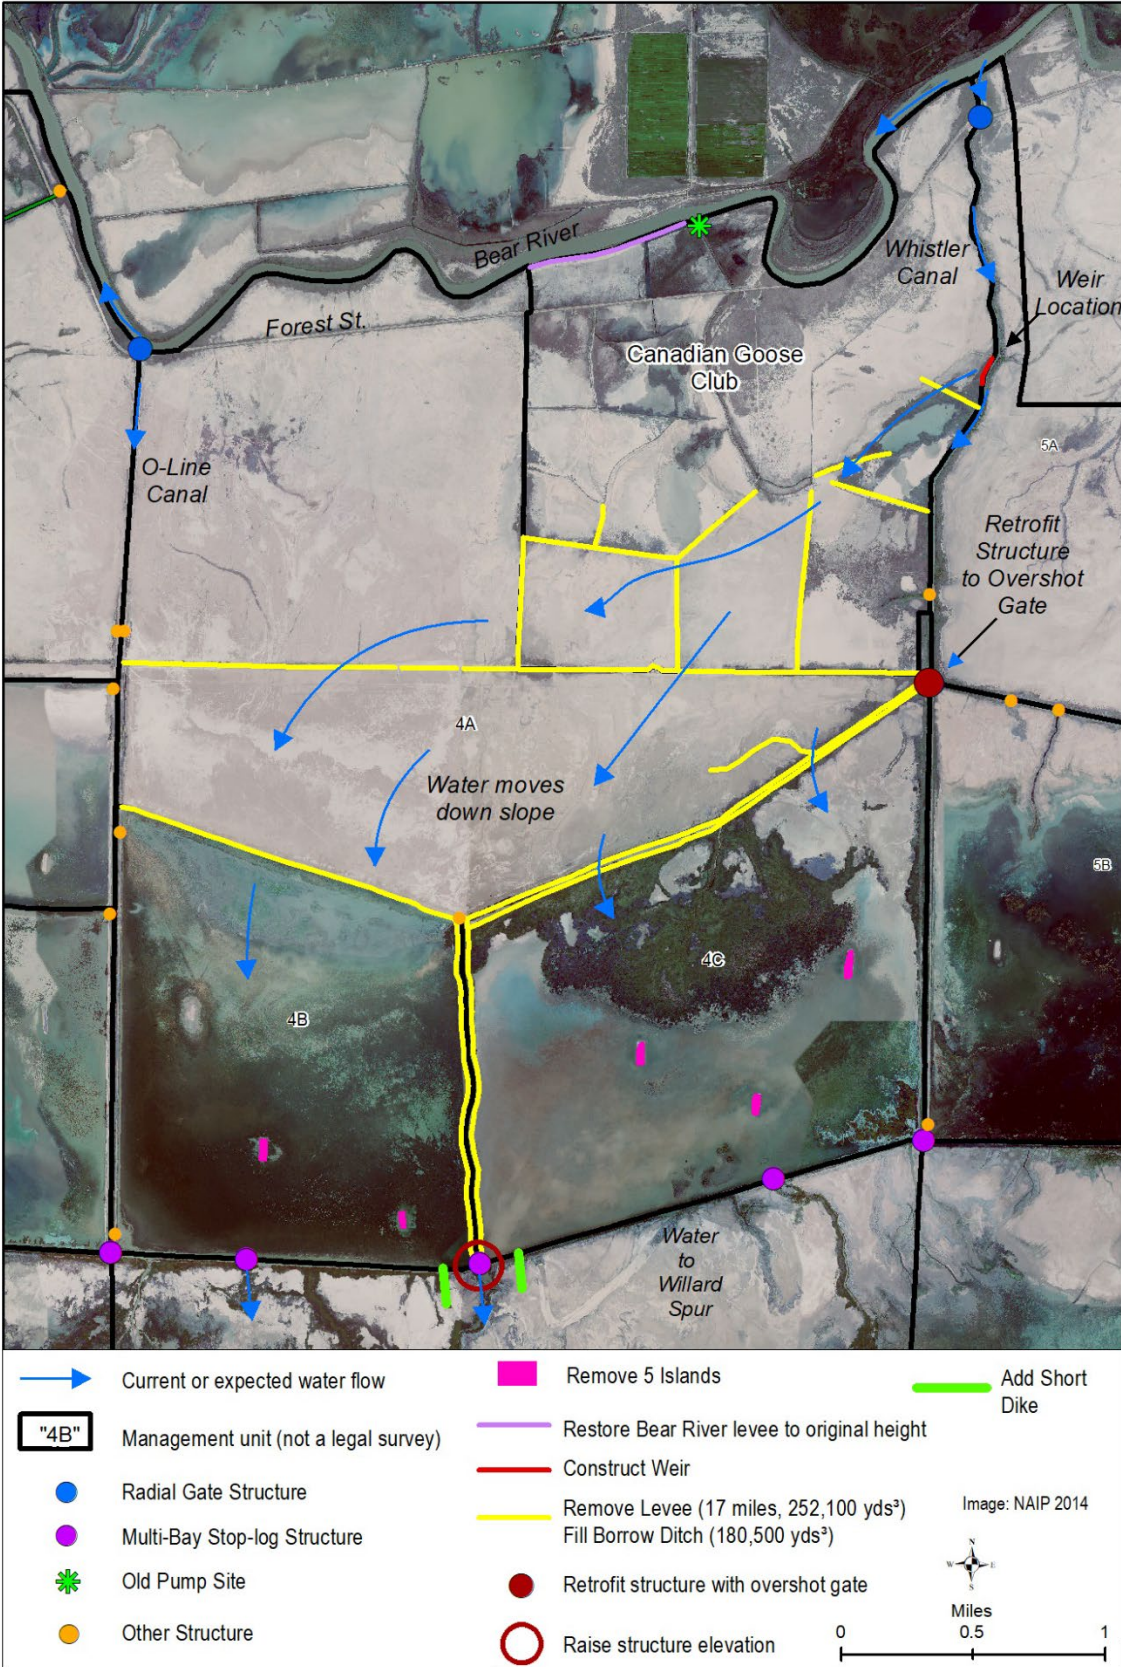 Bear River
Forest St.
Whistler
Canal
Weir
Location
Canadian Goose
Club
5A
O-Line
Canal
Retrofit
Structure
to Overshot
Gate
4A
Water moves
down slope
5B
4C
4B
Water
to
Willard
Spur
Current or expected water flow
"4B"
Management unit (not a legal survey)
Radial Gate Structure
Multi-Bay Stop-log Structure
Old Pump Site
Other Structure
Remove 5 Islands
Restore Bear River levee to original height
Construct Weir
Remove Levee (17 miles, 252,100 yds³)
Fill Borrow Ditch (180,500 yds³)
Retrofit structure with overshot gate
Raise structure elevation
Add Short
Dike
Image: NAIP 2014
N
W E
S
Miles
0 0.5 1